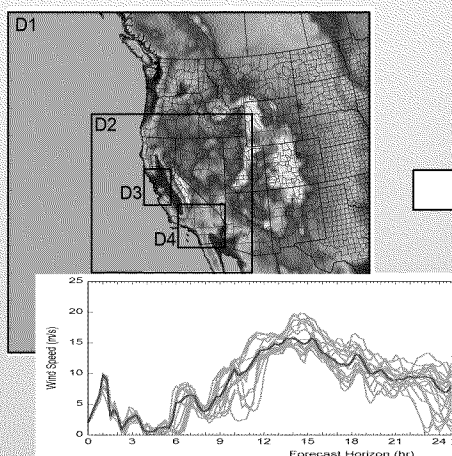 D1
D2
D3
D4
25
20
15
10
5
0
Wind Speed (m/s)
0 3 6 9 12 15 18 21 24
Forecast Horizon (hr)